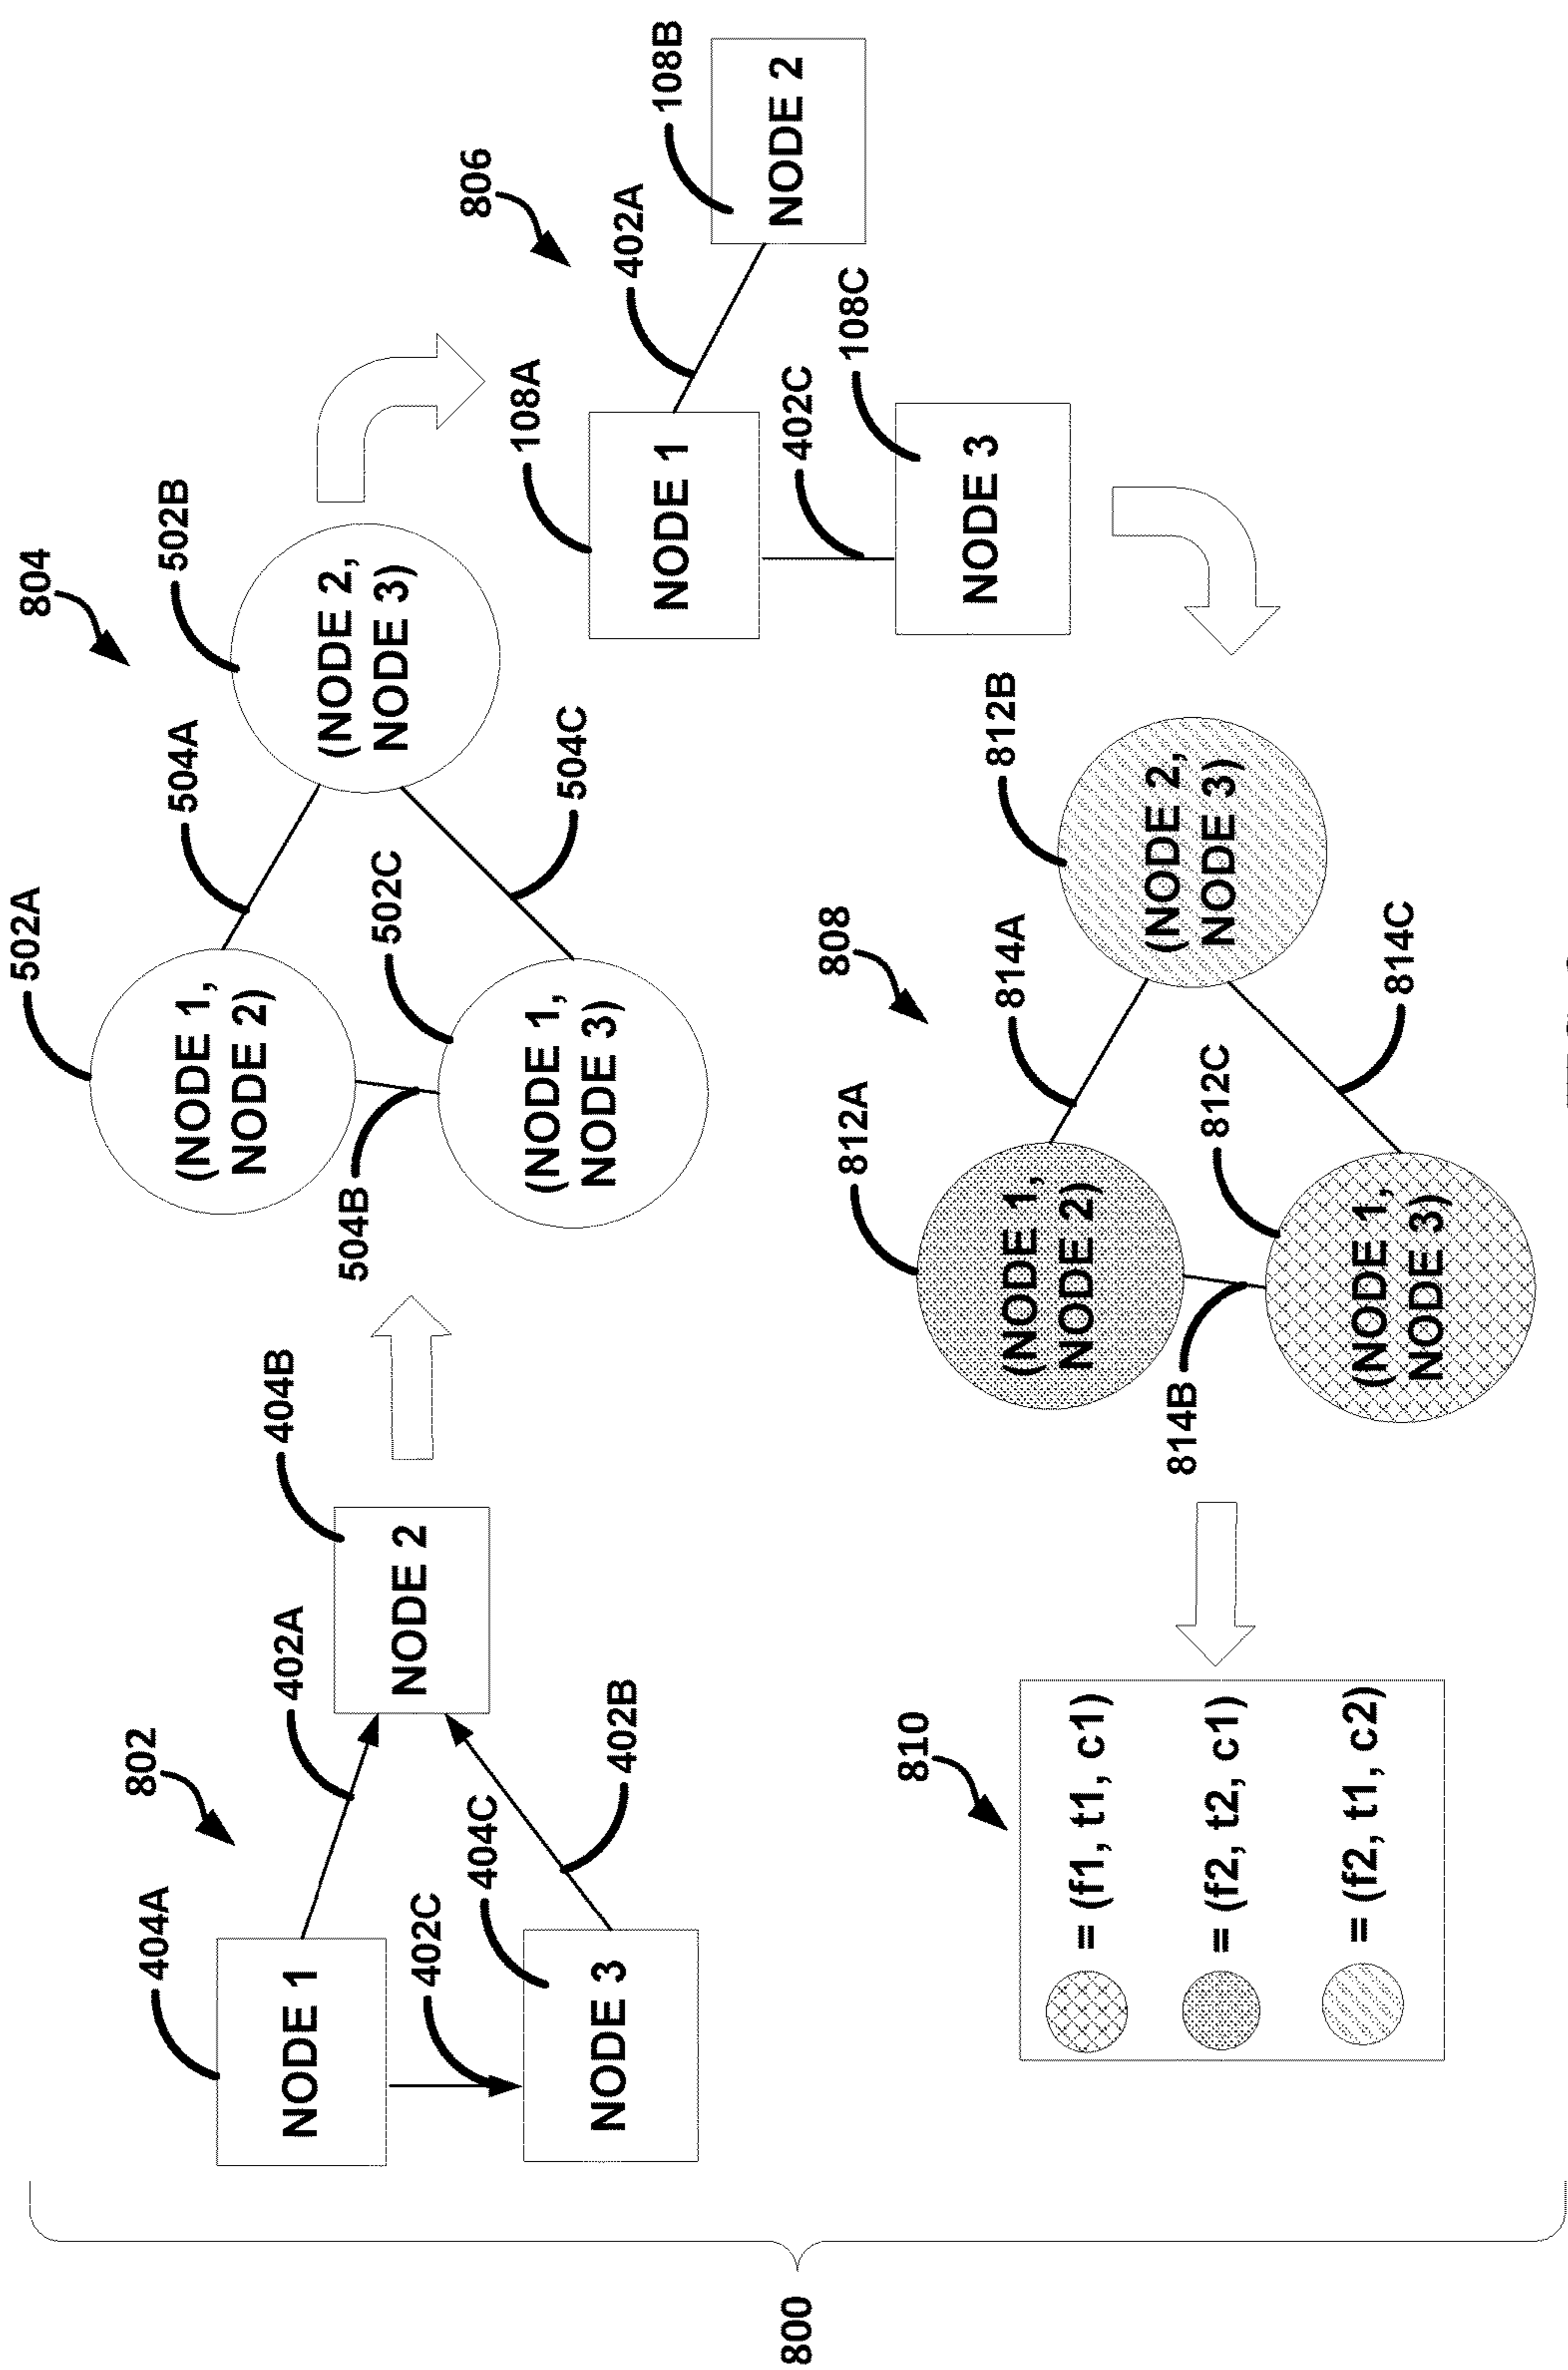 800
802
404A
NODE 1
402A
404B
NODE 2
402C
404C
NODE 3
402B
804
502A
(NODE 1,
NODE 2)
504A
502B
(NODE 2,
NODE 3)
504B
502C
(NODE 1,
NODE 3)
504C
806
108A
NODE 1
402A
108B
NODE 2
402C
108C
NODE 3
808
812A
(NODE 1,
NODE 2)
814A
812B
(NODE 2,
NODE 3)
814B
812C
(NODE 1,
NODE 3)
814C
810
= (f1, t1, c1)
= (f2, t2, c1)
= (f2, t1, c2)